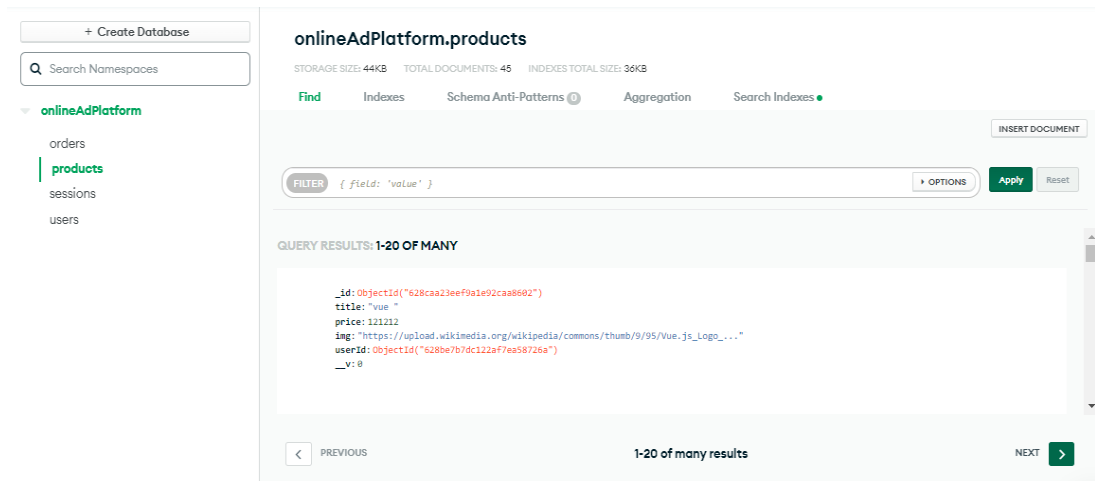 + Create Database
Search Namespaces
onlineAdPlatform
orders
products
sessions
users
onlineAdPlatform.products
STORAGE SIZE: 44KB TOTAL DOCUMENTS: 45 INDEXES TOTAL SIZE: 36KB
Find Indexes Schema Anti-Patterns 0 Aggregation Search Indexes
INSERT DOCUMENT
FILTER { field: 'value' } OPTIONS Apply Reset
QUERY RESULTS: 1-20 OF MANY
_id: ObjectId("628caa23eef9a1e92caa8602")
title: "vue "
price: 121212
img: "https://upload.wikimedia.org/wikipedia/commons/thumb/9/95/Vue.js_Logo_..."
userId: ObjectId("628be7b7dc122af7ea58726a")
__v: 0
PREVIOUS 1-20 of many results NEXT